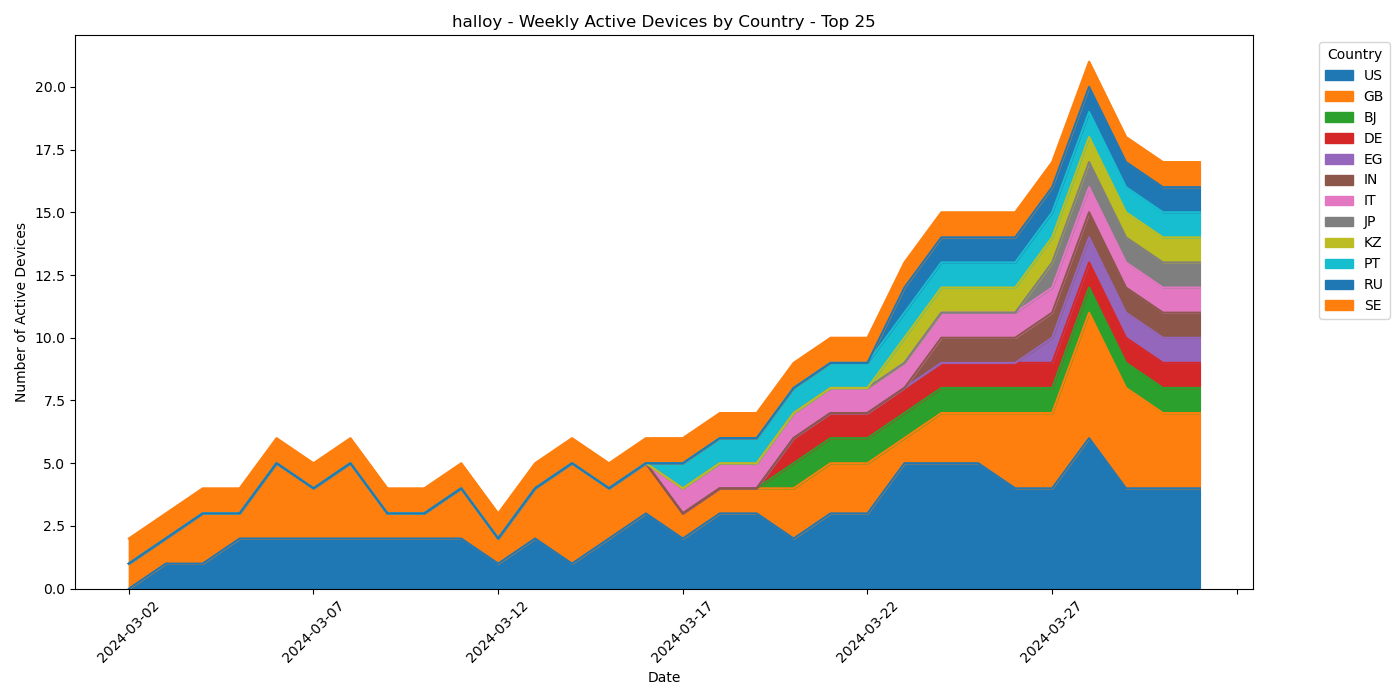 halloy - Weekly Active Devices by Country - Top 25
Number of Active Devices
20.0
17.5
15.0
12.5
10.0
7.5
5.0
2.5
0.0
2024-03-02
2024-03-07
2024-03-12
2024-03-17
2024-03-22
2024-03-27
Date
Country
US
GB
BJ
DE
EG
IN
IT
JP
KZ
PT
RU
SE